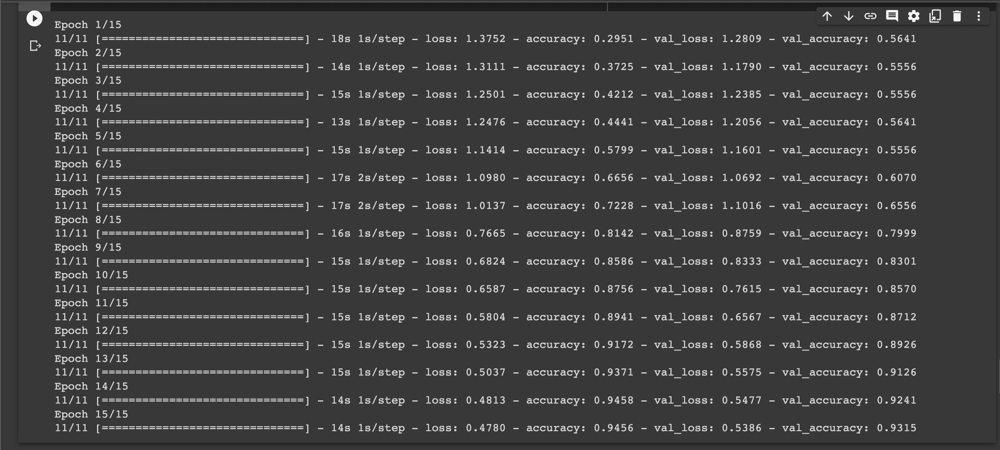 Epoch 1/15
11/11 [==============================] - 18s 1s/step - loss: 1.3752 - accuracy: 0.2951 - val_loss: 1.2809 - val_accuracy: 0.5641
Epoch 2/15
11/11 [==============================] - 14s 1s/step - loss: 1.3111 - accuracy: 0.3725 - val_loss: 1.1790 - val_accuracy: 0.5556
Epoch 3/15
11/11 [==============================] - 15s 1s/step - loss: 1.2501 - accuracy: 0.4212 - val_loss: 1.2385 - val_accuracy: 0.5556
Epoch 4/15
11/11 [==============================] - 13s 1s/step - loss: 1.2476 - accuracy: 0.4441 - val_loss: 1.2056 - val_accuracy: 0.5641
Epoch 5/15
11/11 [==============================] - 15s 1s/step - loss: 1.1414 - accuracy: 0.5799 - val_loss: 1.1601 - val_accuracy: 0.5556
Epoch 6/15
11/11 [==============================] - 17s 2s/step - loss: 1.0980 - accuracy: 0.6656 - val_loss: 1.0692 - val_accuracy: 0.6070
Epoch 7/15
11/11 [==============================] - 17s 2s/step - loss: 1.0137 - accuracy: 0.7228 - val_loss: 1.1016 - val_accuracy: 0.6556
Epoch 8/15
11/11 [==============================] - 16s 1s/step - loss: 0.7665 - accuracy: 0.8142 - val_loss: 0.8759 - val_accuracy: 0.7999
Epoch 9/15
11/11 [==============================] - 15s 1s/step - loss: 0.6824 - accuracy: 0.8586 - val_loss: 0.8333 - val_accuracy: 0.8301
Epoch 10/15
11/11 [==============================] - 15s 1s/step - loss: 0.6587 - accuracy: 0.8756 - val_loss: 0.7615 - val_accuracy: 0.8570
Epoch 11/15
11/11 [==============================] - 15s 1s/step - loss: 0.5804 - accuracy: 0.8941 - val_loss: 0.6567 - val_accuracy: 0.8712
Epoch 12/15
11/11 [==============================] - 15s 1s/step - loss: 0.5323 - accuracy: 0.9172 - val_loss: 0.5868 - val_accuracy: 0.8926
Epoch 13/15
11/11 [==============================] - 15s 1s/step - loss: 0.5037 - accuracy: 0.9371 - val_loss: 0.5575 - val_accuracy: 0.9126
Epoch 14/15
11/11 [==============================] - 14s 1s/step - loss: 0.4813 - accuracy: 0.9458 - val_loss: 0.5477 - val_accuracy: 0.9241
Epoch 15/15
11/11 [==============================] - 14s 1s/step - loss: 0.4780 - accuracy: 0.9456 - val_loss: 0.5386 - val_accuracy: 0.9315